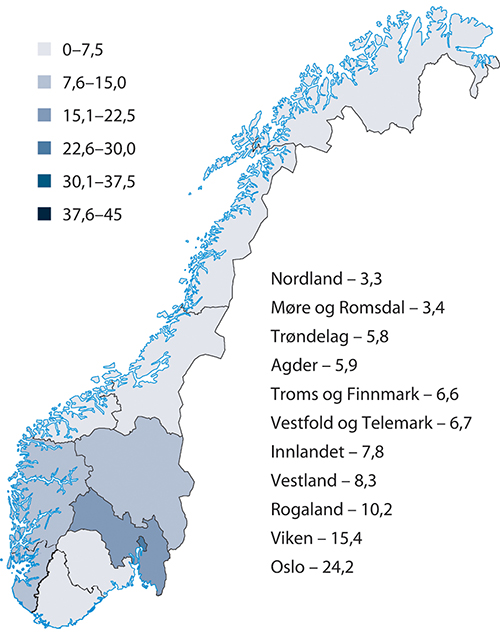 0–7,5
7,6–15,0
15,1–22,5
22,6–30,0
30,1–37,5
37,6–45
Nordland – 3,3
Møre og Romsdal – 3,4
Trøndelag – 5,8
Agder – 5,9
Troms og Finnmark – 6,6
Vestfold og Telemark – 6,7
Innlandet – 7,8
Vestland – 8,3
Rogaland – 10,2
Viken – 15,4
Oslo – 24,2